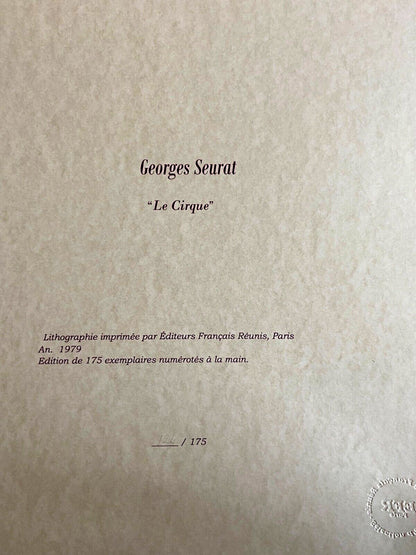 Georges Seurat
“Le Cirque”
Lithographie imprimée par Éditeurs Français Réunis, Paris
An. 1979
Edition de 175 exemplaires numérotés à la main.
/ 175